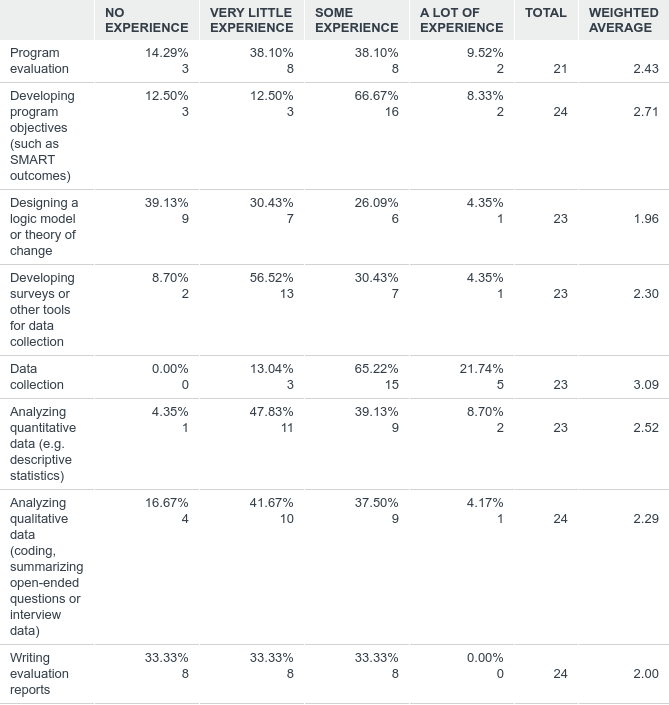 NO EXPERIENCE VERY LITTLE EXPERIENCE SOME EXPERIENCE A LOT OF EXPERIENCE TOTAL WEIGHTED AVERAGE
Program 14.29% 38.10% 38.10% 9.52%
evaluation 3 8 8 2 21 2.43
Developing 12.50% 12.50% 66.67% 8.33%
program 3 3 16 2 24 2.71
objectives
(such as
SMART
outcomes)
Designing a 39.13% 30.43% 26.09% 4.35%
logic model 9 7 6 1 23 1.96
or theory of
change
Developing 8.70% 56.52% 30.43% 4.35%
surveys or 2 13 7 1 23 2.30
other tools
for data
collection
Data 0.00% 13.04% 65.22% 21.74%
collection 0 3 15 5 23 3.09
Analyzing 4.35% 47.83% 39.13% 8.70%
quantitative 1 11 9 2 23 2.52
data (e.g.
descriptive
statistics)
Analyzing 16.67% 41.67% 37.50% 4.17%
qualitative 4 10 9 1 24 2.29
data
(coding,
summarizing
open-ended
questions or
interview
data)
Writing 33.33% 33.33% 33.33% 0.00%
evaluation 8 8 8 0 24 2.00
reports